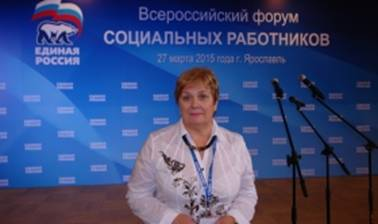 Всероссийский форум
СОЦИАЛЬНЫХ РАБОТНИКОВ
27 марта 2015 года г. Ярославль
ЕДИНАЯ
РОССИЯ